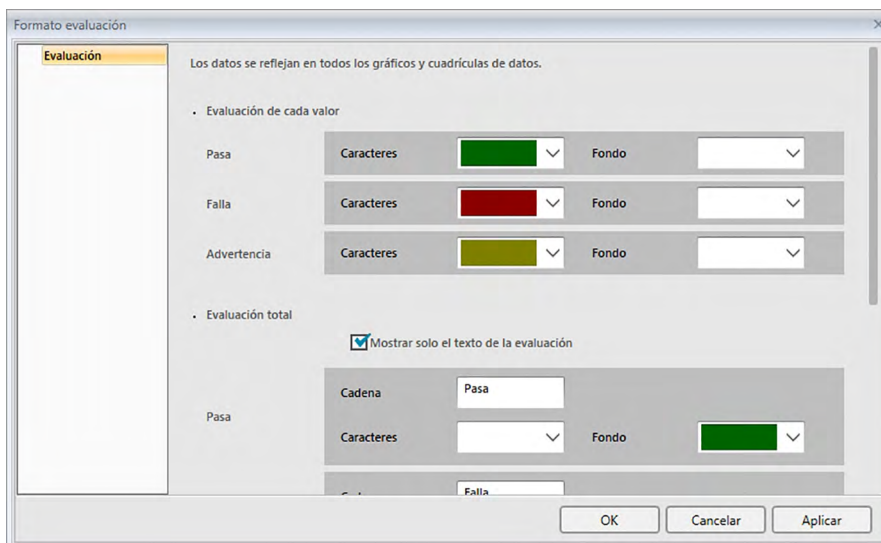 Formato evaluación
Evaluación
Los datos se reflejan en todos los gráficos y cuadrículas de datos.
• Evaluación de cada valor
Pasa Caracteres Fondo
Falla Caracteres Fondo
Advertencia Caracteres Fondo
• Evaluación total
Mostrar solo el texto de la evaluación
Cadena Pasa
Pasa
Caracteres Fondo
Falla
OK Cancelar Aplicar